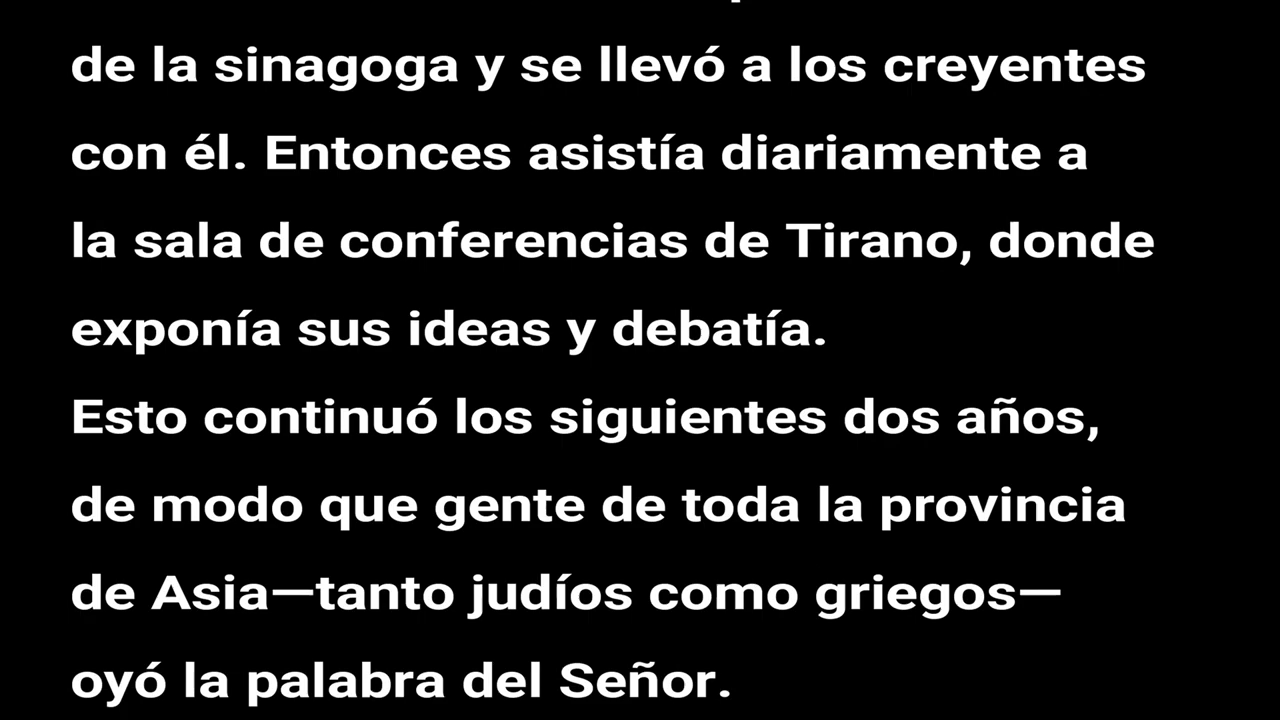 de la sinagoga y se llevó a los creyentes
con él. Entonces asistía diariamente a
la sala de conferencias de Tirano, donde
exponía sus ideas y debatía.
Esto continuó los siguientes dos años,
de modo que gente de toda la provincia
de Asia—tanto judíos como griegos—
oyó la palabra del Señor.